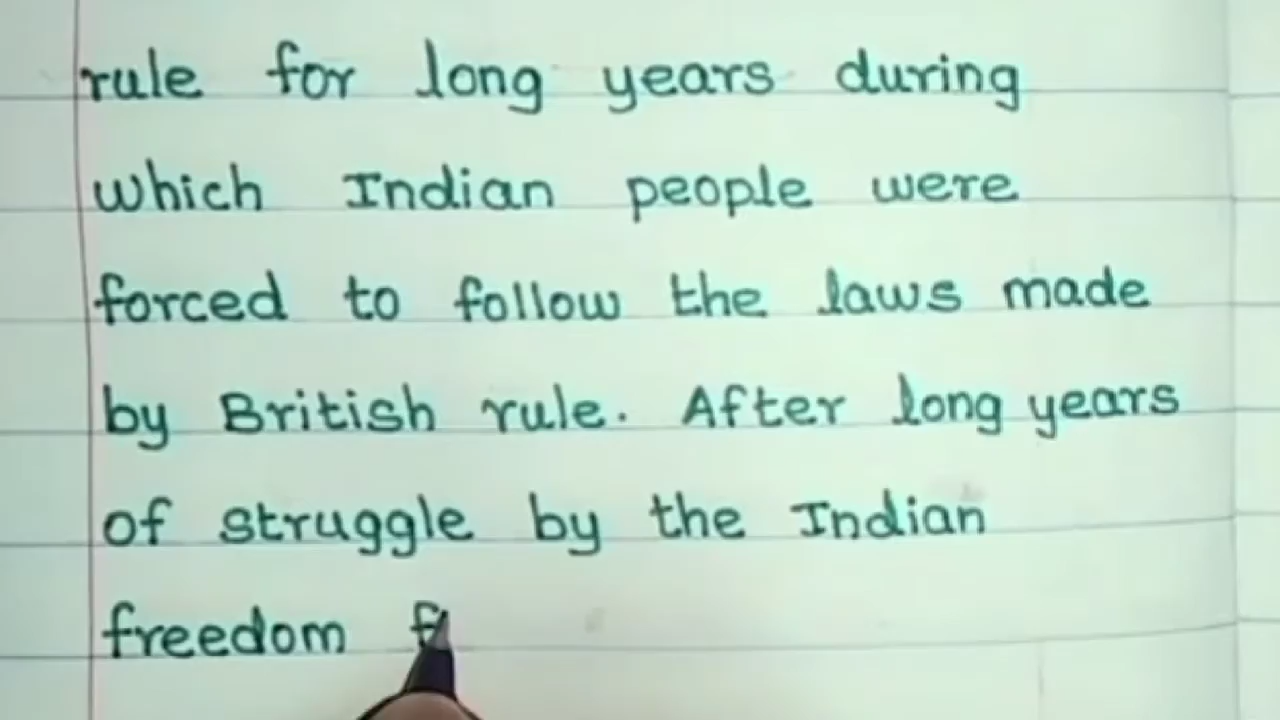 rule for long years during
which Indian people were
forced to follow the laws made
by British rule. After long years
of struggle by the Indian
freedom f